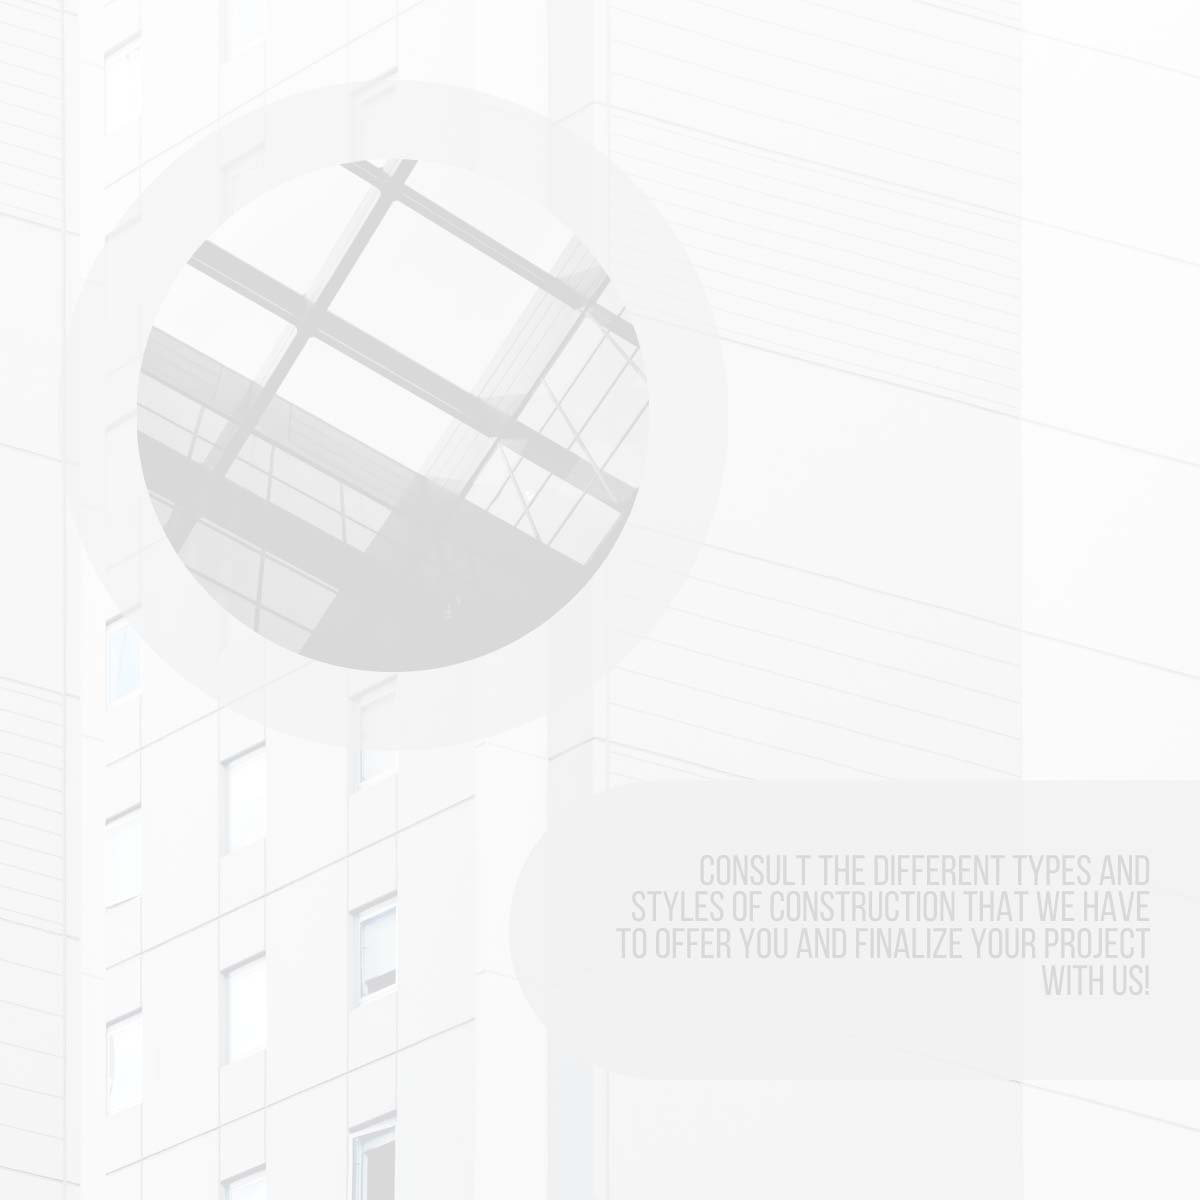 CONSULT THE DIFFERENT TYPES AND
STYLES OF CONSTRUCTION THAT WE HAVE
TO OFFER YOU AND FINALIZE YOUR PROJECT
WITH US!